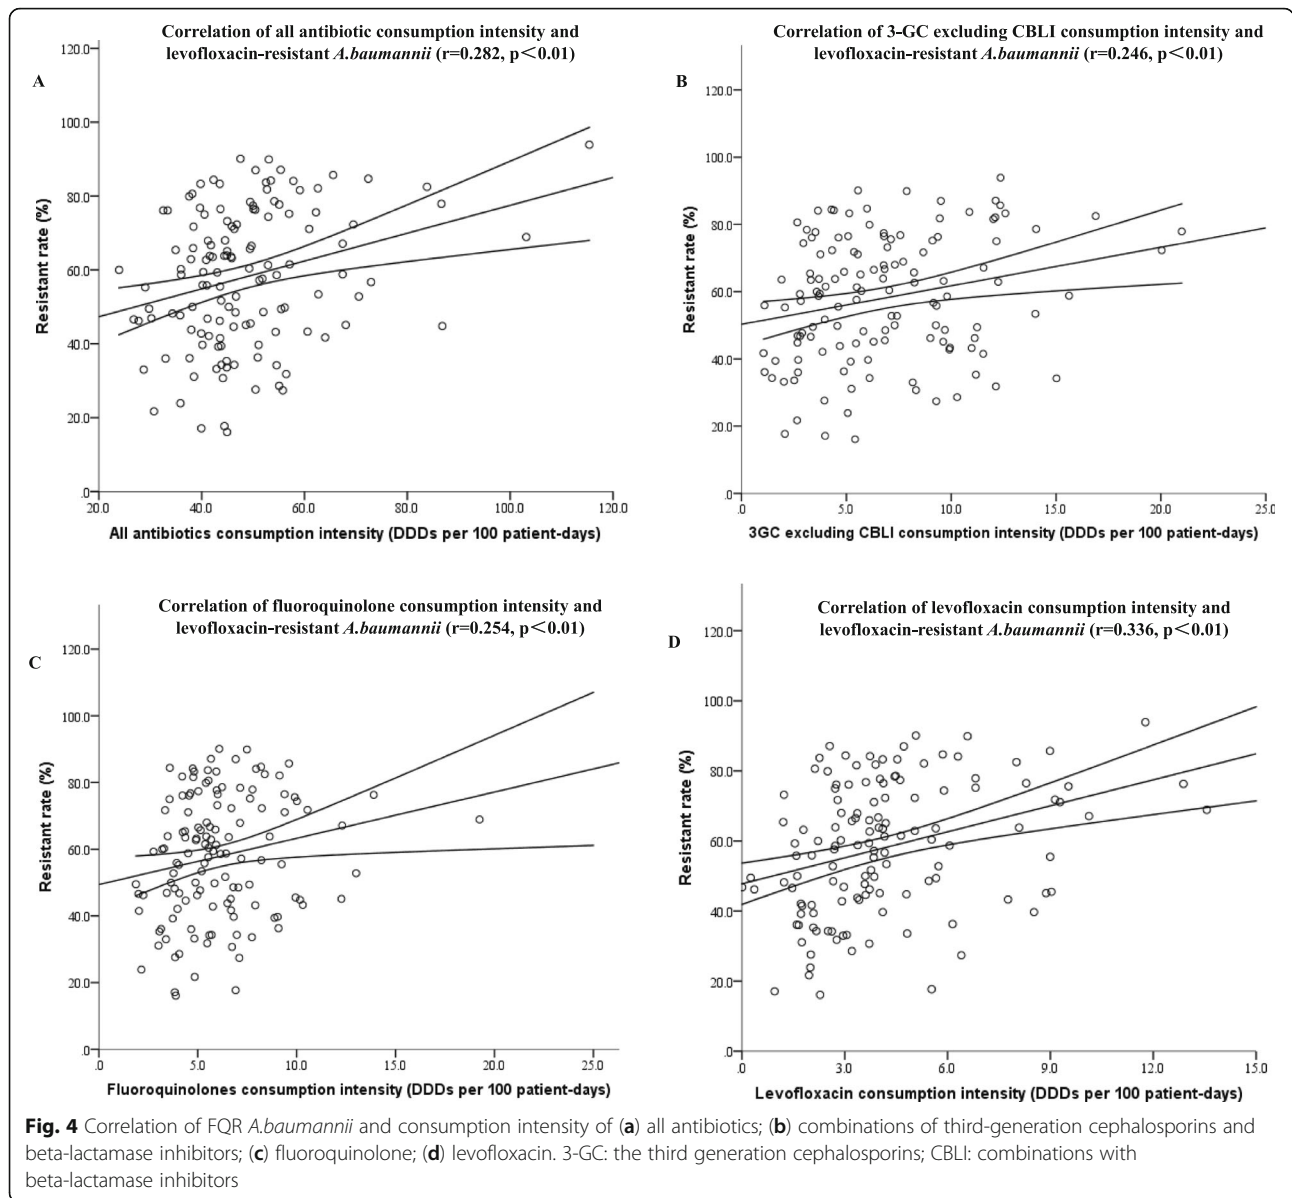 Correlation of all antibiotic consumption intensity and
levofloxacin-resistant A.baumannii (r=0.282, p<0.01)
A
120.0
100.0
80.0
60.0
40.0
20.0
.0
Resistant rate (%)
20.0 40.0 60.0 80.0 100.0 120.0
All antibiotics consumption intensity (DDDs per 100 patient-days)
Correlation of 3-GC excluding CBLI consumption intensity and
levofloxacin-resistant A.baumannii (r=0.246, p<0.01)
B
120.0
100.0
80.0
60.0
40.0
20.0
.0
Resistant rate (%)
.0 5.0 10.0 15.0 20.0 25.0
3GC excluding CBLI consumption intensity (DDDs per 100 patient-days)
Correlation of fluoroquinolone consumption intensity and
levofloxacin-resistant A.baumannii (r=0.254, p<0.01)
C
120.0
100.0
80.0
60.0
40.0
20.0
.0
Resistant rate (%)
.0 5.0 10.0 15.0 20.0 25.0
Fluoroquinolones consumption intensity (DDDs per 100 patient-days)
Correlation of levofloxacin consumption intensity and
levofloxacin-resistant A.baumannii (r=0.336, p<0.01)
D
120.0
100.0
80.0
60.0
40.0
20.0
.0
Resistant rate (%)
.0 3.0 6.0 9.0 12.0 15.0
Levofloxacin consumption intensity (DDDs per 100 patient-days)
Fig. 4 Correlation of FQR A.baumannii and consumption intensity of (a) all antibiotics; (b) combinations of third-generation cephalosporins and
beta-lactamase inhibitors; (c) fluoroquinolone; (d) levofloxacin. 3-GC: the third generation cephalosporins; CBLI: combinations with
beta-lactamase inhibitors